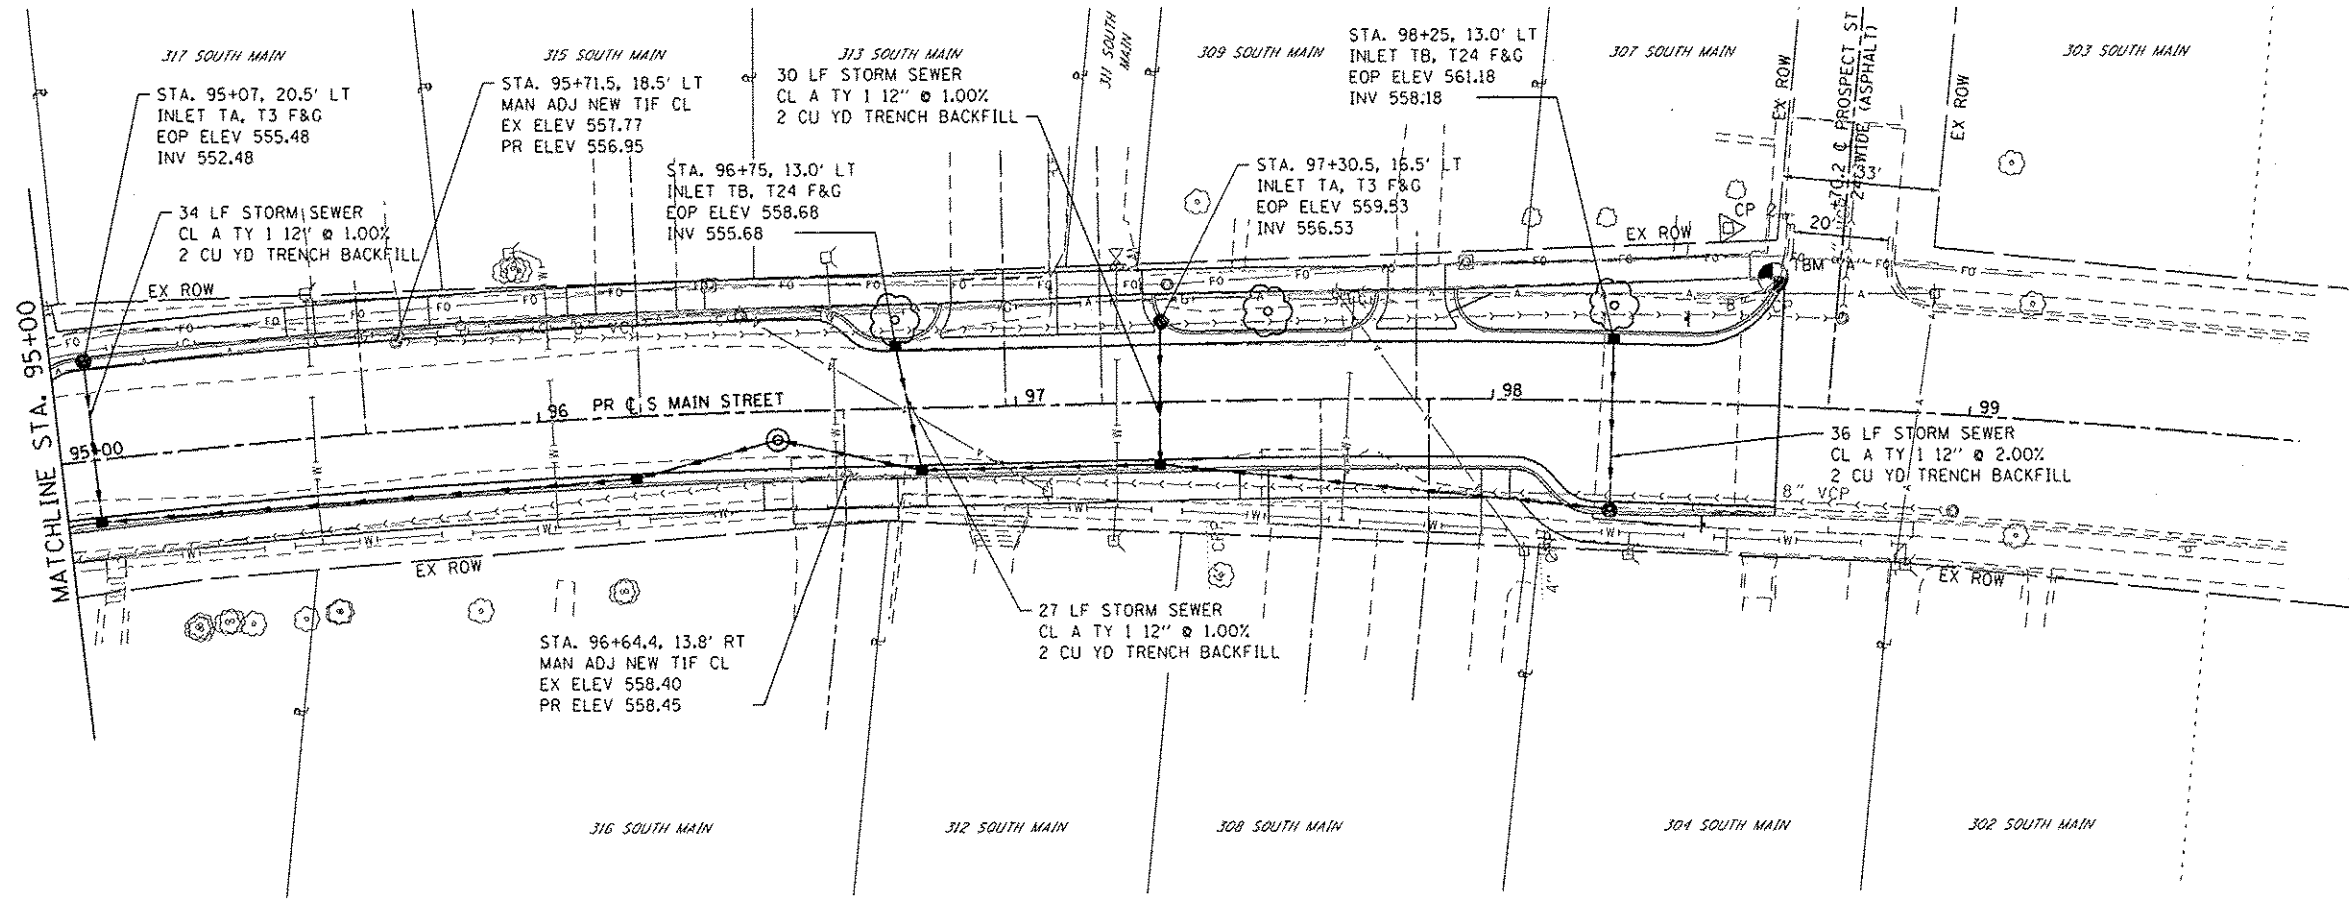 317 SOUTH MAIN
315 SOUTH MAIN
313 SOUTH MAIN
311 SOUTH
MAIN
309 SOUTH MAIN
307 SOUTH MAIN
303 SOUTH MAIN
STA. 95+07, 20.5' LT
INLET TA, T3 F&G
EOP ELEV 555.48
INV 552.48
STA. 95+71.5, 18.5' LT
MAN ADJ NEW T1F CL
EX ELEV 557.77
PR ELEV 556.95
30 LF STORM SEWER
CL A TY 1 12" @ 1.00%
2 CU YD TRENCH BACKFILL
STA. 98+25, 13.0' LT
INLET TB, T24 F&G
EOP ELEV 561.18
INV 558.18
STA. 96+75, 13.0' LT
INLET TB, T24 F&G
EOP ELEV 558.68
INV 555.68
STA. 97+30.5, 16.5' LT
INLET TA, T3 F&G
EOP ELEV 559.53
INV 556.53
34 LF STORM SEWER
CL A TY 1 12" @ 1.00%
2 CU YD TRENCH BACKFILL
EX ROW
EX ROW
EX ROW
EX ROW
PROSPECT ST
WIDE (ASPHALT)
33'
20'
CP 2
TBM "A"
MATCHLINE STA. 95+00
95+00
96
PR ℄ S MAIN STREET
97
98
99
36 LF STORM SEWER
CL A TY 1 12" @ 2.00%
2 CU YD TRENCH BACKFILL
8" VCP
EX ROW
EX ROW
27 LF STORM SEWER
CL A TY 1 12" @ 1.00%
2 CU YD TRENCH BACKFILL
STA. 96+64.4, 13.8' RT
MAN ADJ NEW T1F CL
EX ELEV 558.40
PR ELEV 558.45
316 SOUTH MAIN
312 SOUTH MAIN
308 SOUTH MAIN
304 SOUTH MAIN
302 SOUTH MAIN